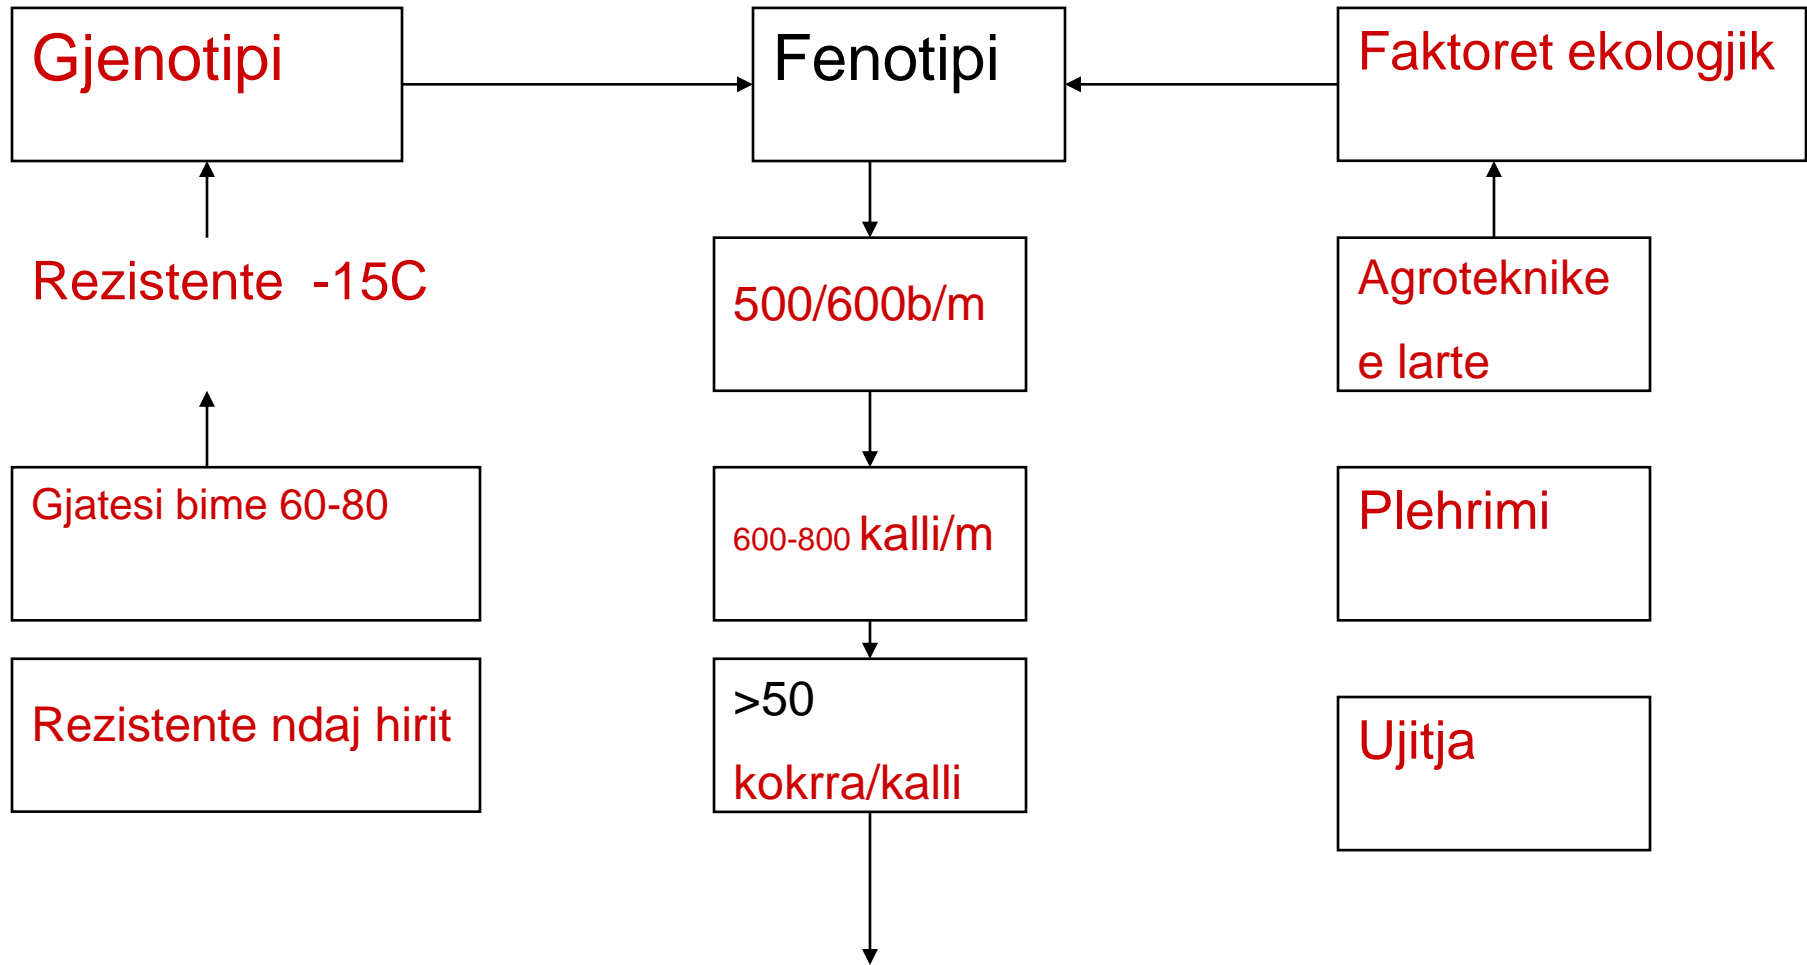 Gjenotipi
Fenotipi
Faktoret ekologjik
Rezistente -15C
500/600b/m
Agroteknike
e larte
Gjatesi bime 60-80
600-800 kalli/m
Plehrimi
Rezistente ndaj hirit
>50
kokrra/kalli
Ujitja